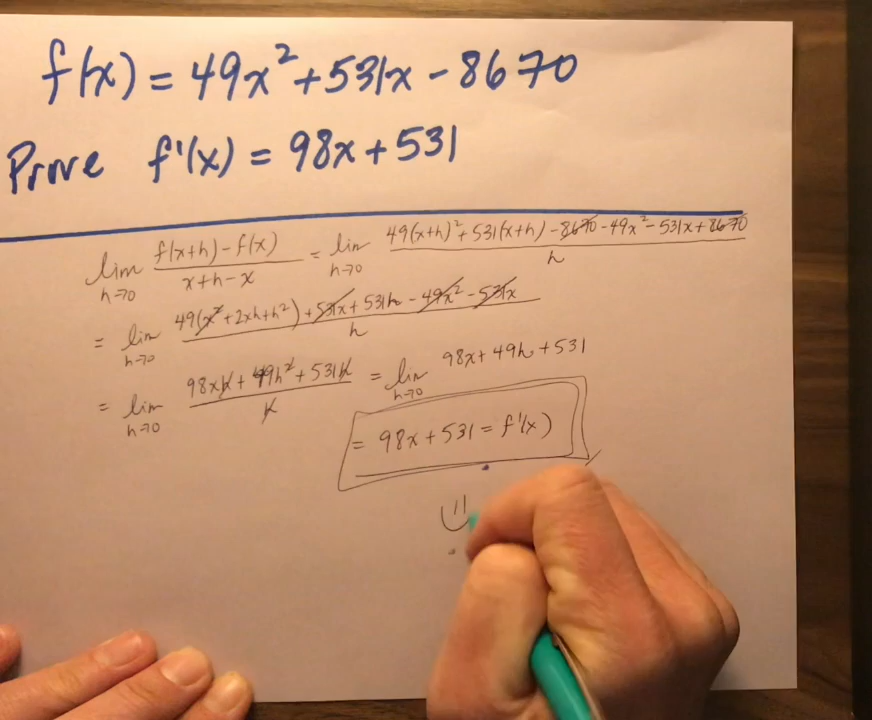 f(x) = 49x² + 531x - 8670
Prove f'(x) = 98x + 531
lim h→0 f(x+h) - f(x) / x+h-x = lim h→0 49(x+h)² + 531(x+h) - 8670 - 49x² - 531x + 8670 / h
= lim h→0 49(x² + 2xh + h²) + 531x + 531h - 49x² - 531x / h
= lim h→0 98xh + 49h² + 531h / h = lim h→0 98x + 49h + 531
= 98x + 531 = f'(x)